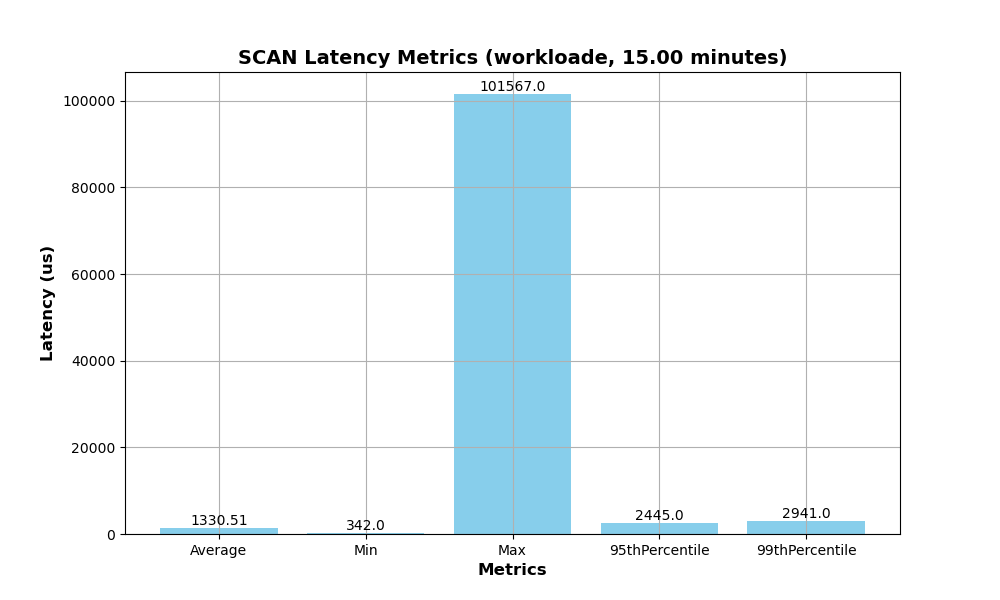 SCAN Latency Metrics (workloade, 15.00 minutes)
101567.0
100000
80000
60000
40000
20000
0
Latency (us)
1330.51
342.0
2445.0
2941.0
Average
Min
Max
95thPercentile
99thPercentile
Metrics